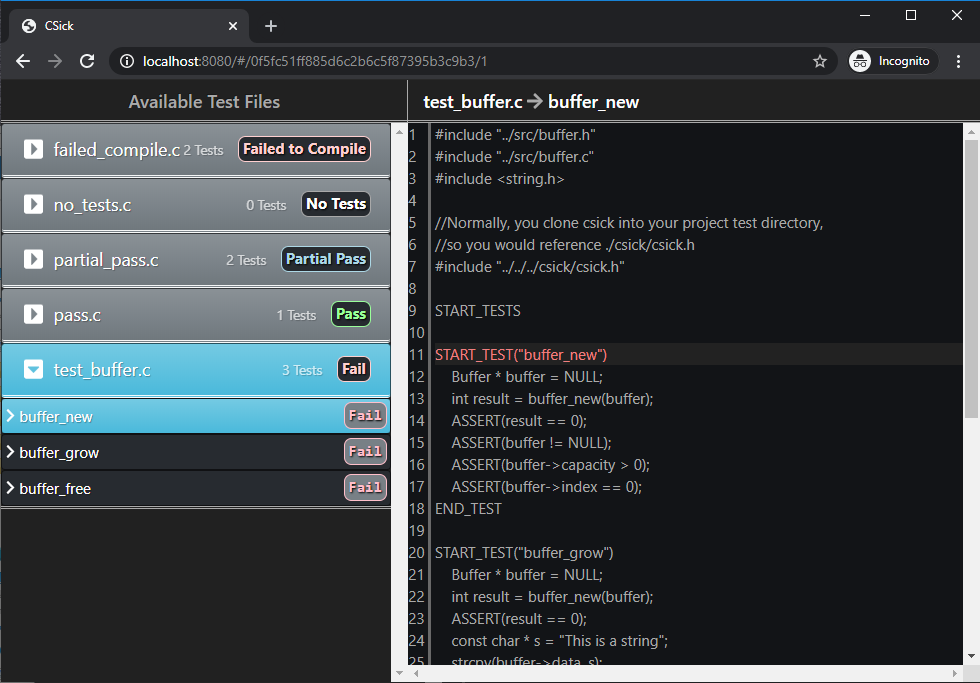 CSick
localhost:8080/#/0f5fc51ff885d6c2b6c5f87395b3c9b3/1
Incognito
Available Test Files
failed_compile.c 2 Tests Failed to Compile
no_tests.c 0 Tests No Tests
partial_pass.c 2 Tests Partial Pass
pass.c 1 Tests Pass
test_buffer.c 3 Tests Fail
buffer_new Fail
buffer_grow Fail
buffer_free Fail
test_buffer.c → buffer_new
1 #include "../src/buffer.h"
2 #include "../src/buffer.c"
3 #include <string.h>
4
5 //Normally, you clone csick into your project test directory,
6 //so you would reference ./csick/csick.h
7 #include "../../../csick/csick.h"
8
9 START_TESTS
10
11 START_TEST("buffer_new")
12 Buffer * buffer = NULL;
13 int result = buffer_new(buffer);
14 ASSERT(result == 0);
15 ASSERT(buffer != NULL);
16 ASSERT(buffer->capacity > 0);
17 ASSERT(buffer->index == 0);
18 END_TEST
19
20 START_TEST("buffer_grow")
21 Buffer * buffer = NULL;
22 int result = buffer_new(buffer);
23 ASSERT(result == 0);
24 const char * s = "This is a string";
25 strcpy(buffer->data, s);